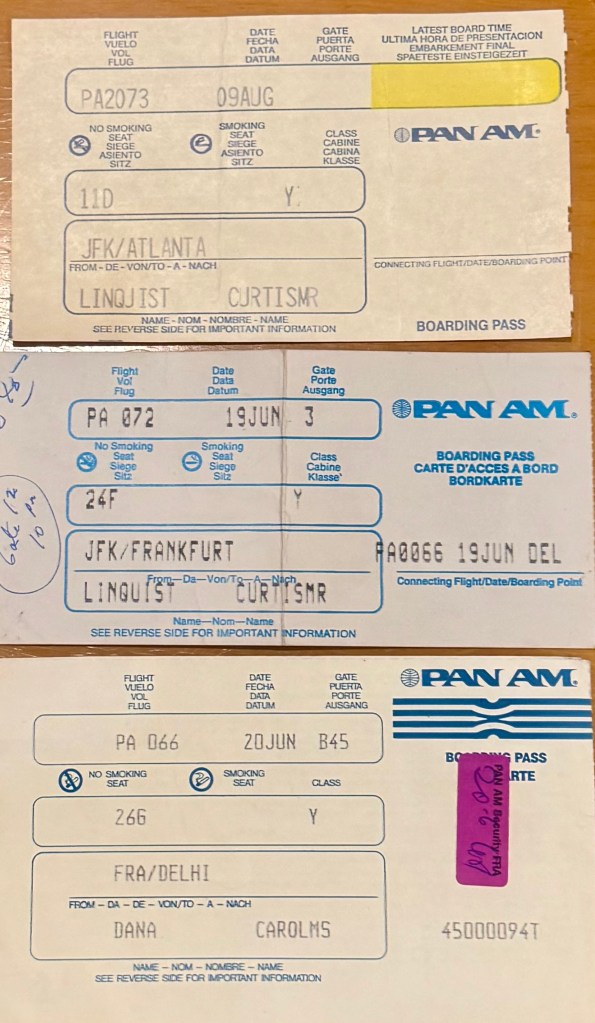 FLIGHT VUELO VOL FLUG
DATE FECHA DATA DATUM
GATE PUERTA PORTE AUSGANG
LATEST BOARD TIME
ULTIMA HORA DE PRESENTACION
EMBARKEMENT FINAL
SPAETESTE EINSTEIGEZEIT
PA2073 09AUG
NO SMOKING SEAT SIEGE ASIENTO SITZ
SMOKING SEAT SIEGE ASIENTO SITZ
CLASS CABINE CABINA KLASSE
PAN AM®
11D Y
JFK/ATLANTA
FROM - DE - VON/TO - A - NACH
CONNECTING FLIGHT/DATE/BOARDING POINT
LINQUIST CURTISMR
NAME - NOM - NOMBRE - NAME
SEE REVERSE SIDE FOR IMPORTANT INFORMATION
BOARDING PASS
Flight Vol Flug
Date Data Datum
Gate Porte Ausgang
PAN AM®
PA 072 19JUN 3
No Smoking Seat Siege Sitz
Smoking Seat Siege Sitz
Class Cabine Klasse
BOARDING PASS
CARTE D'ACCES A BORD
BORDKARTE
24F Y
Gate 12
JFK/FRANKFURT PA0066 19JUN DEL
From—Da—Von/To—A—Nach
Connecting Flight/Date/Boarding Point
LINQUIST CURTISMR
Name—Nom—Name
SEE REVERSE SIDE FOR IMPORTANT INFORMATION
FLIGHT VUELO VOL FLUG
DATE FECHA DATA DATUM
GATE PUERTA PORTE AUSGANG
PAN AM®
PA 066 20JUN B45
NO SMOKING SEAT
SMOKING SEAT
CLASS
PAN AM Security FRA
26G Y
FRA/DELHI
FROM - DA - DE - VON/TO - A - NACH
DANA CAROLMS
45000094T
NAME - NOM - NOMBRE - NAME
SEE REVERSE SIDE FOR IMPORTANT INFORMATION